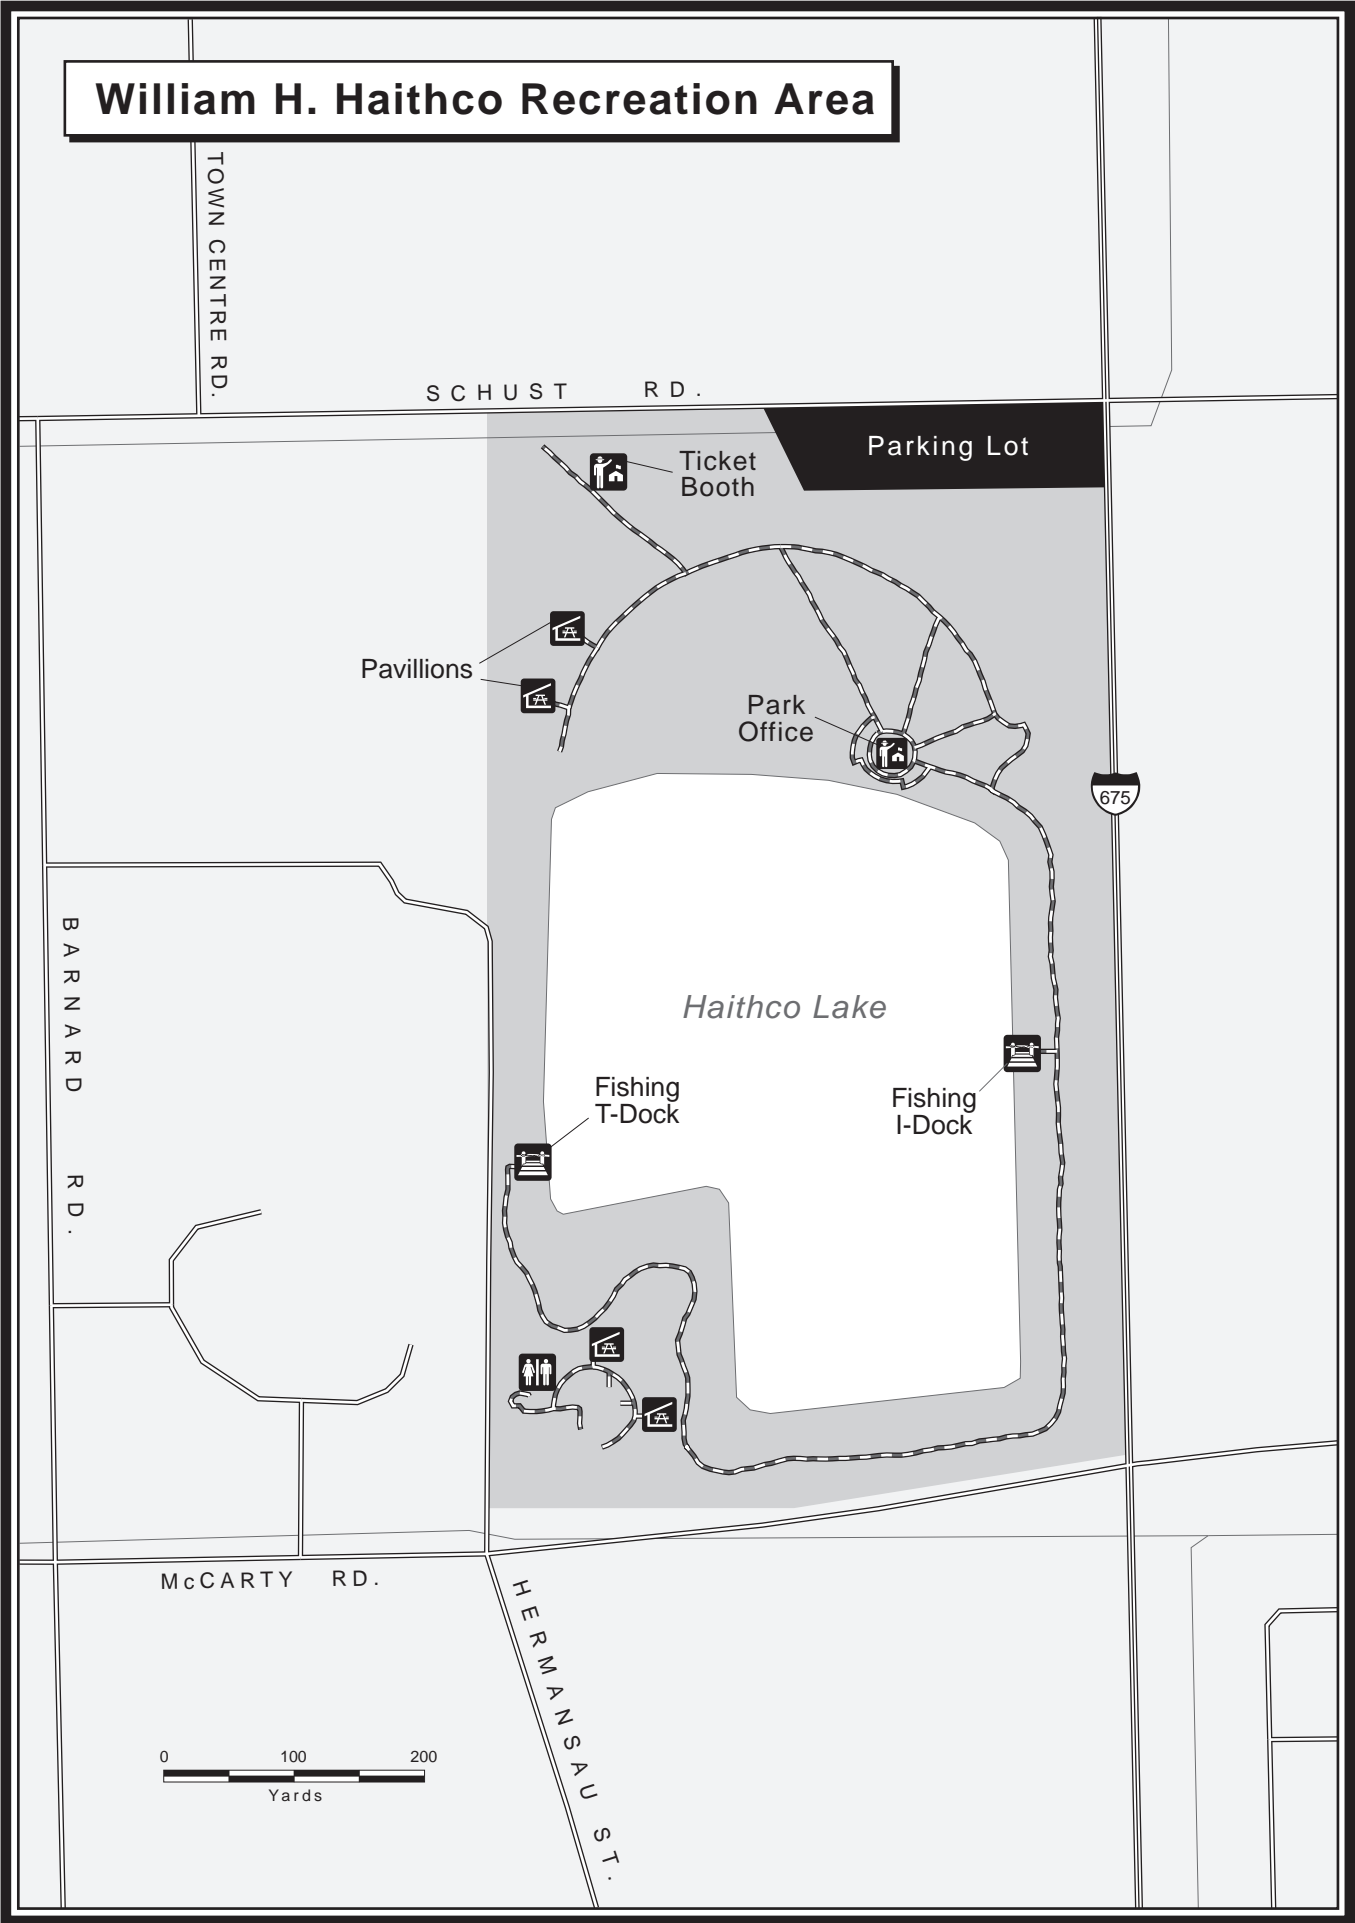 William H. Haithco Recreation Area
TOWN CENTRE RD.
SCHUST RD.
Parking Lot
Ticket
Booth
Pavillions
Park
Office
675
BARNARD RD.
Haithco Lake
Fishing
T-Dock
Fishing
I-Dock
McCARTY RD.
HERMANSAU ST.
0 100 200
Yards